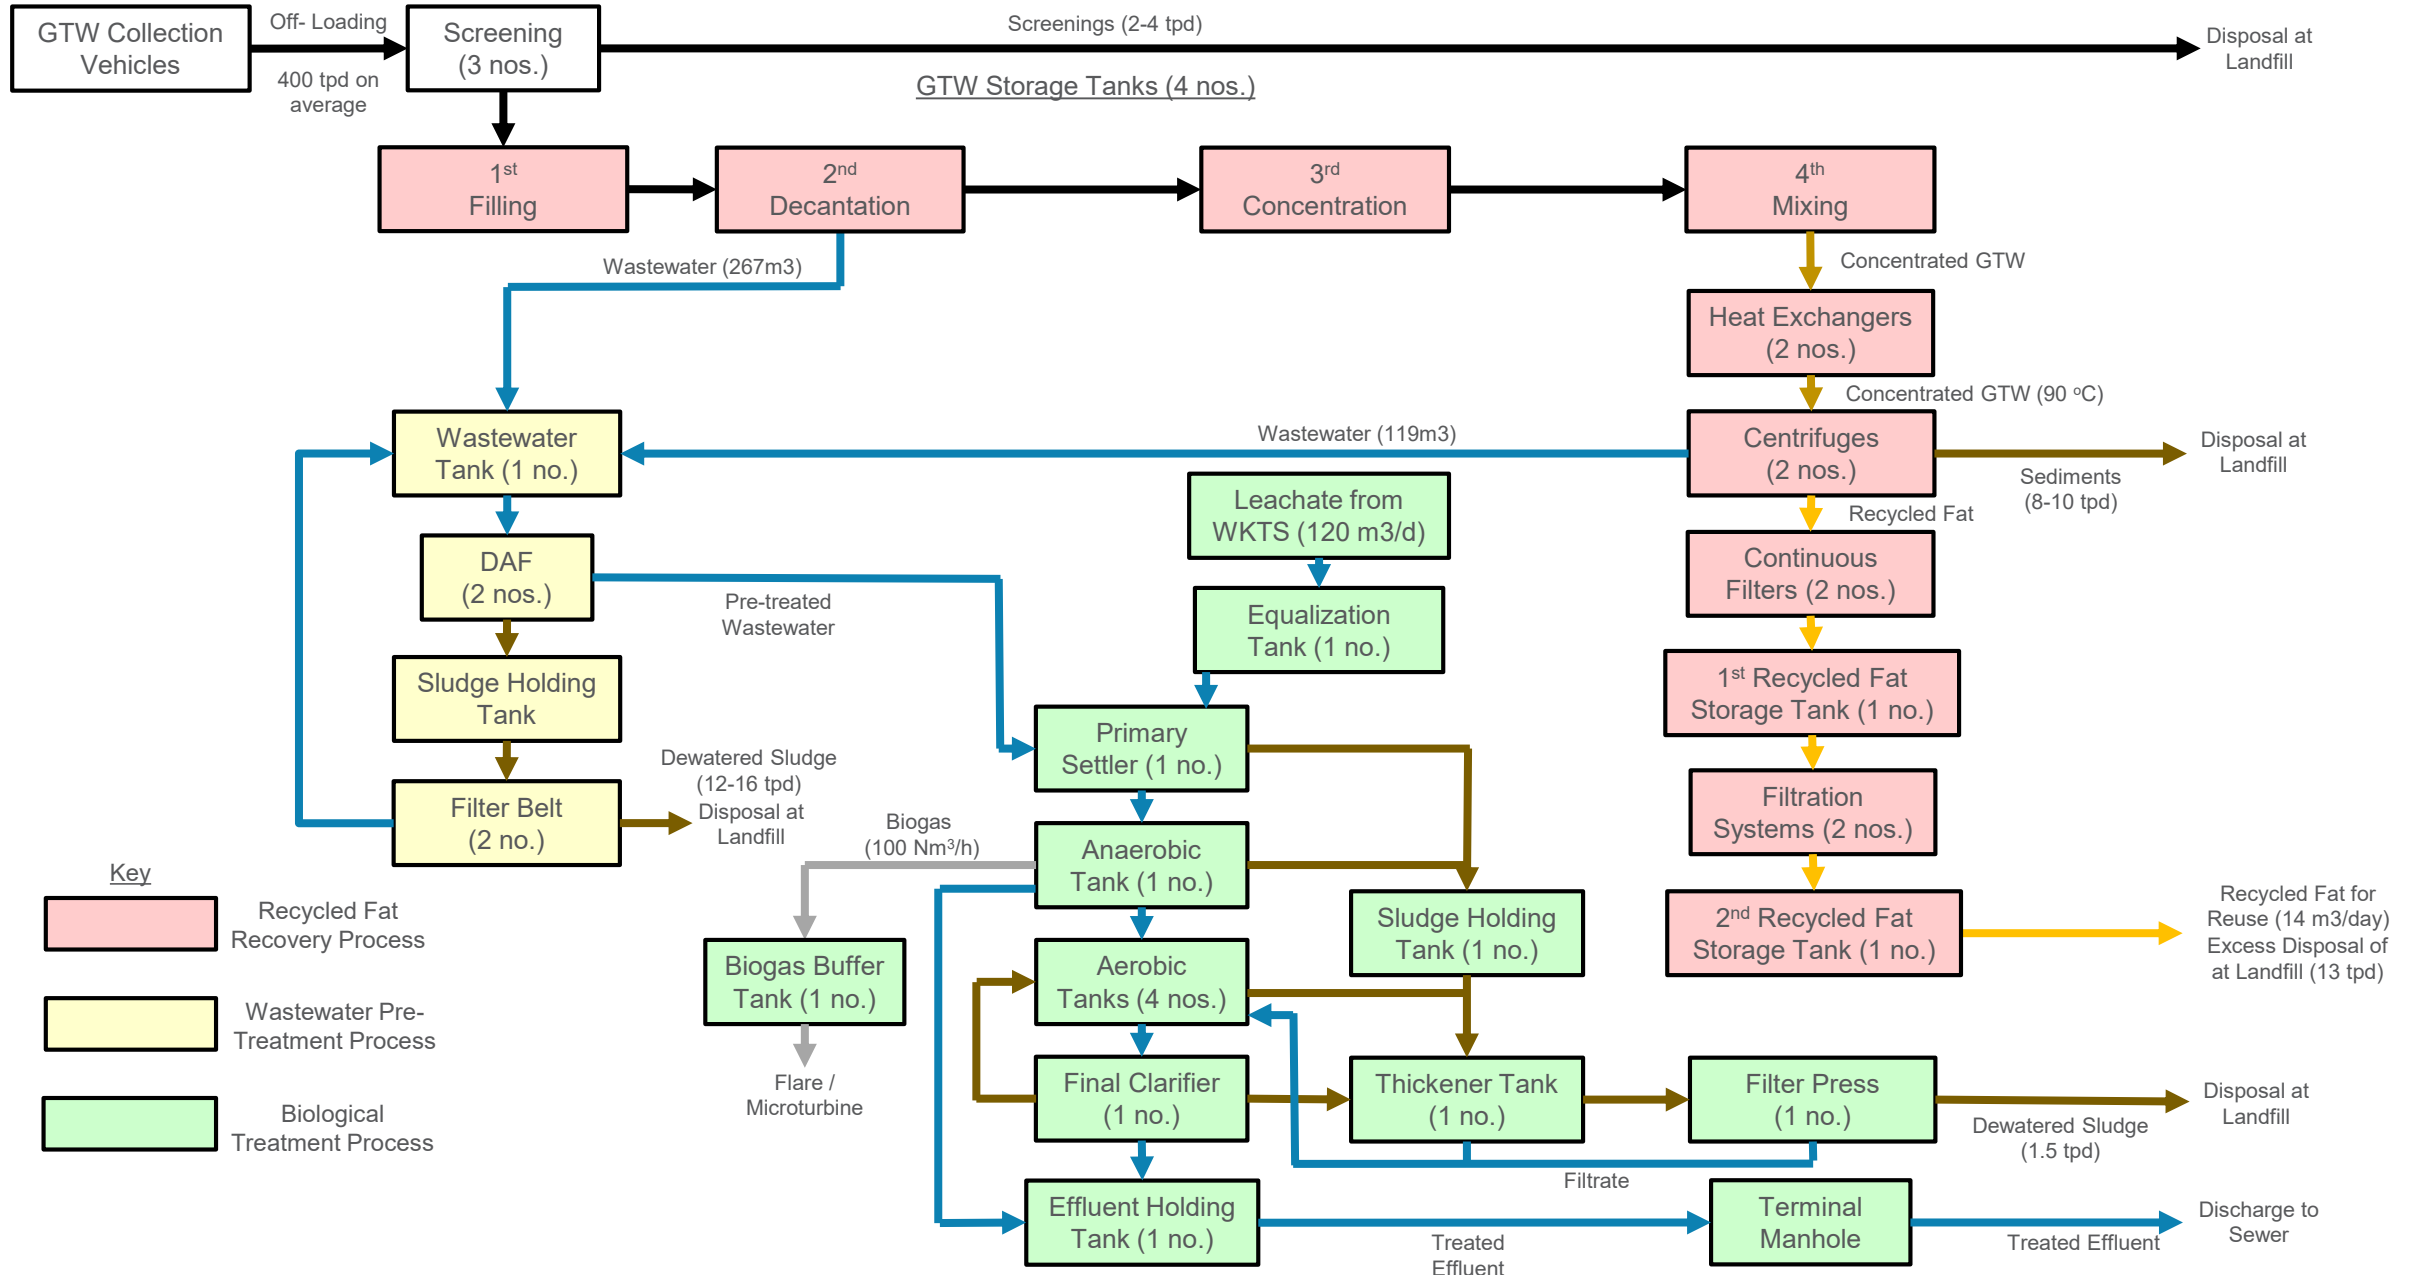 GTW Collection
Vehicles
Off- Loading
400 tpd on
average
Screening
(3 nos.)
Screenings (2-4 tpd)
Disposal at
Landfill
GTW Storage Tanks (4 nos.)
1st
Filling
2nd
Decantation
3rd
Concentration
4th
Mixing
Wastewater (267m3)
Concentrated GTW
Heat Exchangers
(2 nos.)
Concentrated GTW (90 oC)
Wastewater
Tank (1 no.)
Wastewater (119m3)
Centrifuges
(2 nos.)
Disposal at
Landfill
Sediments
(8-10 tpd)
Leachate from
WKTS (120 m3/d)
Recycled Fat
DAF
(2 nos.)
Pre-treated
Wastewater
Equalization
Tank (1 no.)
Continuous
Filters (2 nos.)
Sludge Holding
Tank
1st Recycled Fat
Storage Tank (1 no.)
Primary
Settler (1 no.)
Filter Belt
(2 no.)
Dewatered Sludge
(12-16 tpd)
Disposal at
Landfill
Filtration
Systems (2 nos.)
Biogas
(100 Nm3/h)
Anaerobic
Tank (1 no.)
Key
Recycled Fat
Recovery Process
Wastewater Pre-
Treatment Process
Biological
Treatment Process
Sludge Holding
Tank (1 no.)
2nd Recycled Fat
Storage Tank (1 no.)
Recycled Fat for
Reuse (14 m3/day)
Excess Disposal of
at Landfill (13 tpd)
Biogas Buffer
Tank (1 no.)
Aerobic
Tanks (4 nos.)
Flare /
Microturbine
Final Clarifier
(1 no.)
Thickener Tank
(1 no.)
Filter Press
(1 no.)
Disposal at
Landfill
Dewatered Sludge
(1.5 tpd)
Filtrate
Effluent Holding
Tank (1 no.)
Treated
Effluent
Terminal
Manhole
Treated Effluent
Discharge to
Sewer